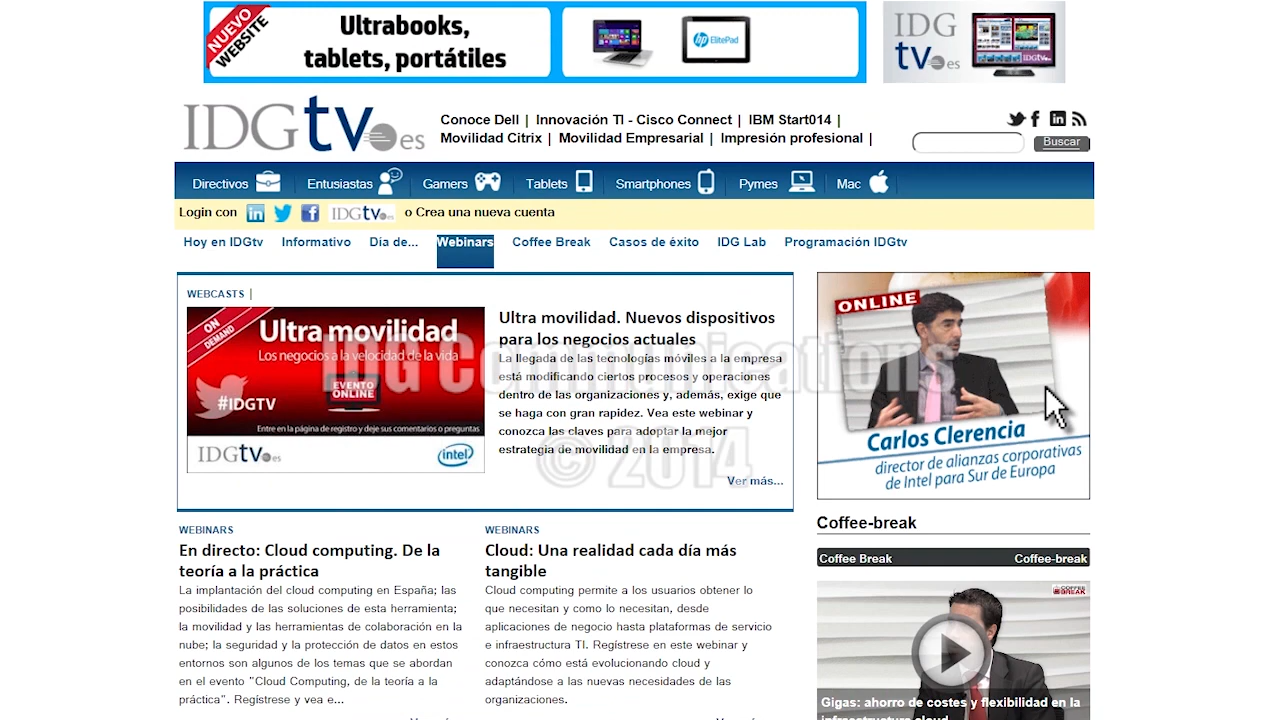 NUEVO
WEBSITE
Ultrabooks,
tablets, portátiles
hp ElitePad
IDG
tv.es
IDGtv.es
IDGtv.es
Conoce Dell | Innovación TI - Cisco Connect | IBM Start014 |
Movilidad Citrix | Movilidad Empresarial | Impresión profesional |
Buscar
Directivos Entusiastas Gamers Tablets Smartphones Pymes Mac
Login con IDGtv.es o Crea una nueva cuenta
Hoy en IDGtv Informativo Día de... Webinars Coffee Break Casos de éxito IDG Lab Programación IDGtv
WEBCASTS |
ON
DEMAND
Ultra movilidad
Los negocios a la velocidad de la vida
EVENTO
ONLINE
#IDGTV
Entre en la página de registro y deje sus comentarios o preguntas
IDGtv.es
intel
Ultra movilidad. Nuevos dispositivos
para los negocios actuales
La llegada de las tecnologías móviles a la empresa
está modificando ciertos procesos y operaciones
dentro de las organizaciones y, además, exige que
se haga con gran rapidez. Vea este webinar y
conozca las claves para adoptar la mejor
estrategia de movilidad en la empresa.
Ver más...
IDG Communications
© 2014
ONLINE
Carlos Clerencia
director de alianzas corporativas
de Intel para Sur de Europa
WEBINARS
En directo: Cloud computing. De la
teoría a la práctica
La implantación del cloud computing en España; las
posibilidades de las soluciones de esta herramienta;
la movilidad y las herramientas de colaboración en la
nube; la seguridad y la protección de datos en estos
entornos son algunos de los temas que se abordan
en el evento "Cloud Computing, de la teoría a la
práctica". Regístrese y vea e...
WEBINARS
Cloud: Una realidad cada día más
tangible
Cloud computing permite a los usuarios obtener lo
que necesitan y como lo necesitan, desde
aplicaciones de negocio hasta plataformas de servicio
e infraestructura TI. Regístrese en este webinar y
conozca cómo está evolucionando cloud y
adaptándose a las nuevas necesidades de las
organizaciones.
Coffee-break
Coffee Break Coffee-break
COFFEE
BREAK
Gigas: ahorro de costes y flexibilidad en la
infraestructura cloud